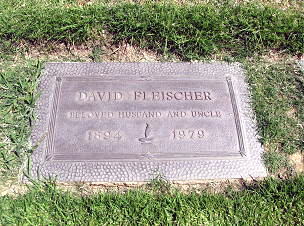 DAVID FLEISCHER
BELOVED HUSBAND AND UNCLE
1894 1979